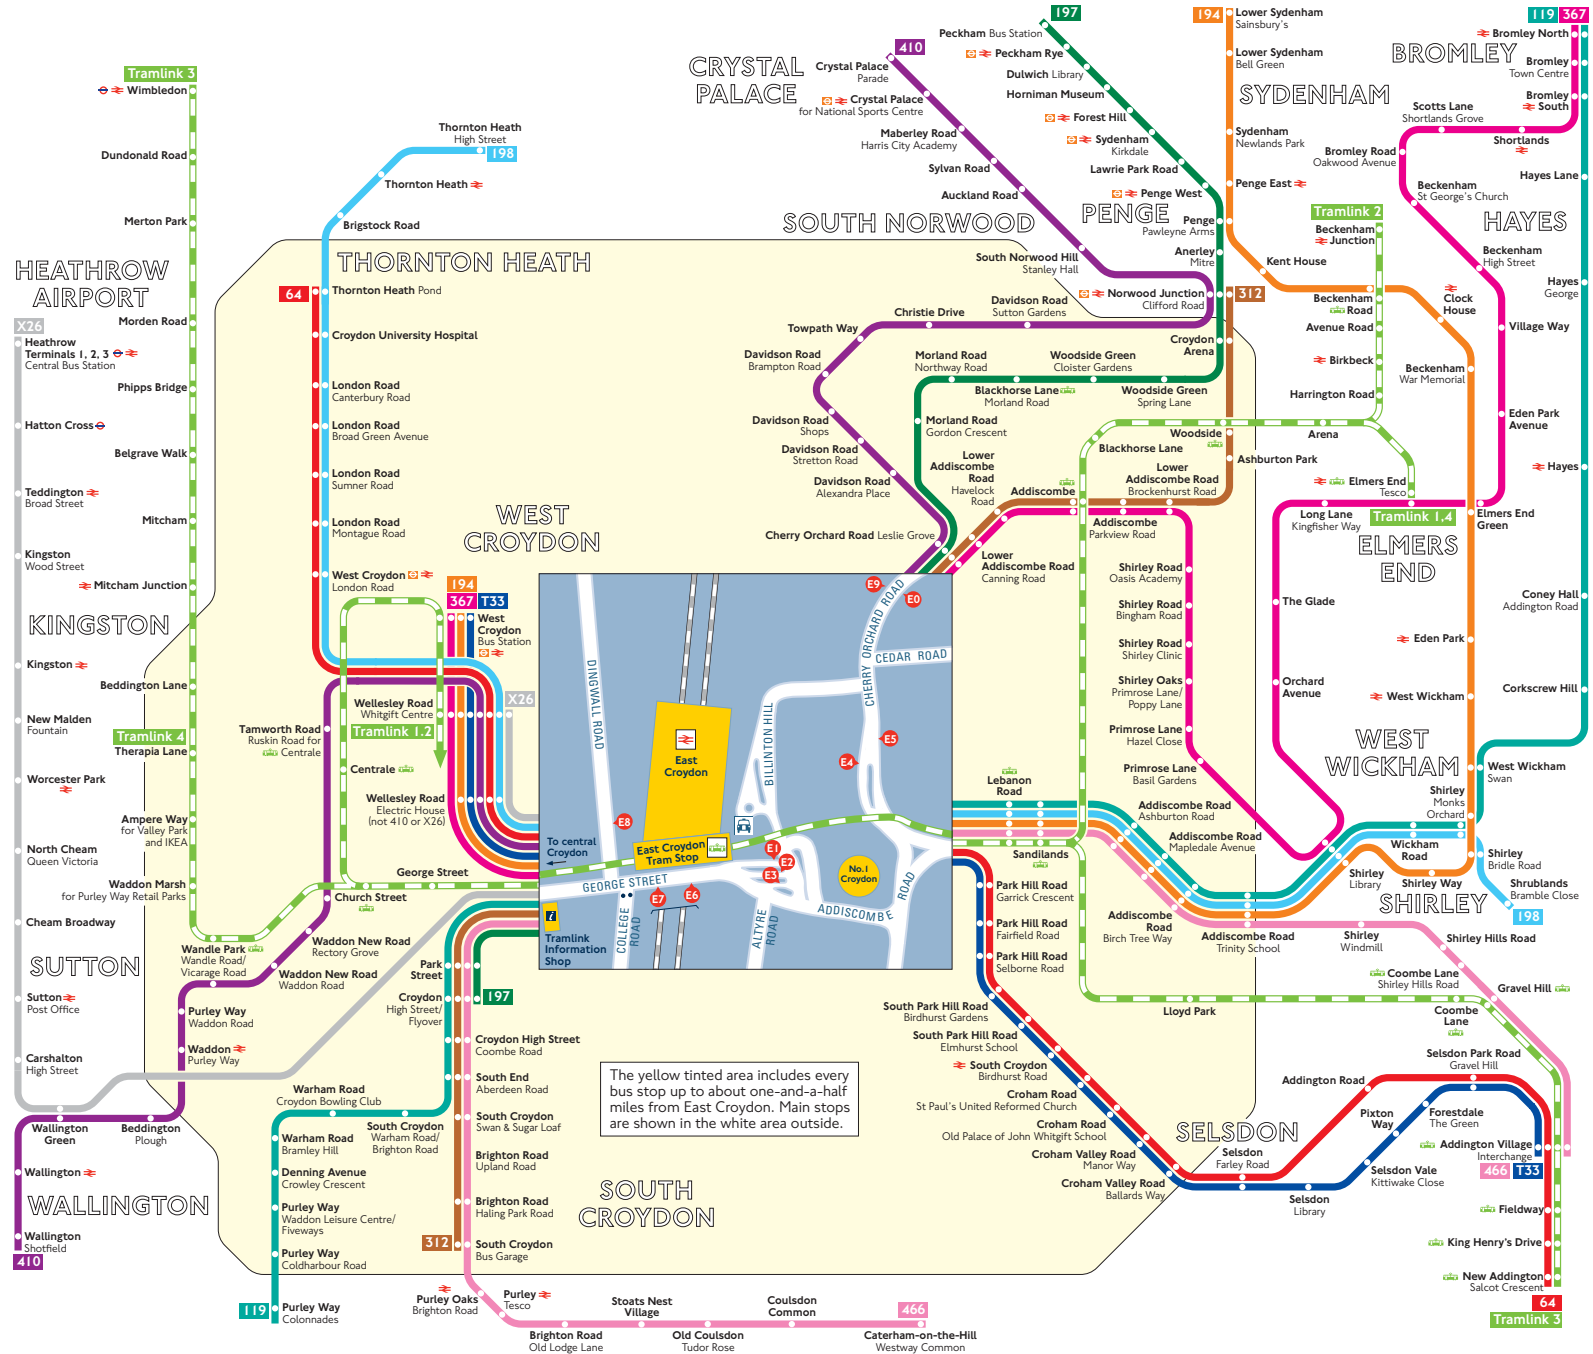 197
194
119 367
Lower Sydenham
Sainsbury's
Peckham Bus Station
Bromley North
BROMLEY
410
CRYSTAL
PALACE
Crystal Palace
Parade
Peckham Rye
Lower Sydenham
Bell Green
Bromley
Town Centre
Dulwich Library
Tramlink 3
Wimbledon
Crystal Palace
for National Sports Centre
Horniman Museum
SYDENHAM
Bromley
South
Scotts Lane
Shortlands Grove
Forest Hill
Thornton Heath
High Street
198
Maberley Road
Harris City Academy
Sydenham
Kirkdale
Sydenham
Newlands Park
Shortlands
Dundonald Road
Bromley Road
Oakwood Avenue
Sylvan Road
Lawrie Park Road
Hayes Lane
Thornton Heath
Penge East
Auckland Road
Penge West
Beckenham
St George's Church
Merton Park
Brigstock Road
SOUTH NORWOOD
PENGE
Penge
Pawleyne Arms
Tramlink 2
Beckenham
Junction
HAYES
Anerley
Mitre
Beckenham
High Street
HEATHROW
AIRPORT
THORNTON HEATH
South Norwood Hill
Stanley Hall
Kent House
64
Thornton Heath Pond
Norwood Junction
Clifford Road
312
Beckenham
Road
Clock
House
Hayes
George
X26
Davidson Road
Sutton Gardens
Christie Drive
Morden Road
Towpath Way
Avenue Road
Village Way
Heathrow
Terminals 1, 2, 3
Central Bus Station
Croydon University Hospital
Croydon
Arena
Davidson Road
Brampton Road
Morland Road
Northway Road
Woodside Green
Cloister Gardens
Birkbeck
Beckenham
War Memorial
Phipps Bridge
London Road
Canterbury Road
Blackhorse Lane
Morland Road
Woodside Green
Spring Lane
Harrington Road
Hatton Cross
London Road
Broad Green Avenue
Davidson Road
Shops
Morland Road
Gordon Crescent
Woodside
Arena
Eden Park
Avenue
Belgrave Walk
Davidson Road
Stretton Road
Lower
Addiscombe
Road
Havelock
Road
Blackhorse Lane
Ashburton Park
Teddington
Broad Street
London Road
Sumner Road
Davidson Road
Alexandra Place
Addiscombe
Lower
Addiscombe Road
Brockenhurst Road
Elmers End
Tesco
Hayes
Mitcham
London Road
Montague Road
WEST
CROYDON
Cherry Orchard Road Leslie Grove
Addiscombe
Parkview Road
Long Lane
Kingfisher Way
Tramlink 1,4
Elmers End
Green
Kingston
Wood Street
ELMERS
END
Mitcham Junction
West Croydon
London Road
194
367 T33
West
Croydon
Bus Station
Lower
Addiscombe Road
Canning Road
Shirley Road
Oasis Academy
Coney Hall
Addington Road
E9
E0
CHERRY ORCHARD ROAD
Shirley Road
Bingham Road
The Glade
KINGSTON
Kingston
Shirley Road
Shirley Clinic
Eden Park
CEDAR ROAD
DINGWALL ROAD
Beddington Lane
Wellesley Road
Whitgift Centre
X26
Shirley Oaks
Primrose Lane/
Poppy Lane
Orchard
Avenue
West Wickham
Corkscrew Hill
New Malden
Fountain
Tramlink 4
Therapia Lane
Tamworth Road
Ruskin Road for
Centrale
Tramlink 1.2
BILLINTON HILL
East
Croydon
E5
E4
Primrose Lane
Hazel Close
WEST
WICKHAM
Centrale
Primrose Lane
Basil Gardens
West Wickham
Swan
Worcester Park
Wellesley Road
Electric House
(not 410 or X26)
Lebanon
Road
Shirley
Monks
Orchard
Ampere Way
for Valley Park
and IKEA
E8
Addiscombe Road
Ashburton Road
To central
Croydon
East Croydon
Tram Stop
E1
E2
E3
Addiscombe Road
Mapledale Avenue
North Cheam
Queen Victoria
Sandilands
Wickham
Road
Shirley
Bridle Road
George Street
GEORGE STREET
No.1
Croydon
Shirley
Library
Shirley Way
Waddon Marsh
for Purley Way Retail Parks
Church Street
E7
E6
Park Hill Road
Garrick Crescent
Shrublands
Bramble Close
198
SHIRLEY
ADDISCOMBE ROAD
Cheam Broadway
COLLEGE
ROAD
ALTYRE
ROAD
Park Hill Road
Fairfield Road
Addiscombe
Road
Birch Tree Way
Addiscombe Road
Trinity School
Shirley
Windmill
Shirley Hills Road
Wandle Park
Wandle Road/
Vicarage Road
Waddon New Road
Rectory Grove
i
Tramlink
Information
Shop
Park Hill Road
Selborne Road
SUTTON
Waddon New Road
Waddon Road
Park
Street
Coombe Lane
Shirley Hills Road
Gravel Hill
Sutton
Post Office
Purley Way
Waddon Road
Croydon
High Street/
Flyover
197
South Park Hill Road
Birdhurst Gardens
Lloyd Park
Coombe
Lane
Waddon
Purley Way
Croydon High Street
Coombe Road
South Park Hill Road
Elmhurst School
Carshalton
High Street
Selsdon Park Road
Gravel Hill
South End
Aberdeen Road
The yellow tinted area includes every
bus stop up to about one-and-a-half
miles from East Croydon. Main stops
are shown in the white area outside.
South Croydon
Birdhurst Road
Addington Road
Warham Road
Croydon Bowling Club
Croham Road
St Paul's United Reformed Church
Pixton
Way
Forestdale
The Green
Wallington
Green
Beddington
Plough
South Croydon
Warham Road/
Brighton Road
South Croydon
Swan & Sugar Loaf
Croham Road
Old Palace of John Whitgift School
SELSDON
Addington Village
Interchange
466 T33
Warham Road
Bramley Hill
Brighton Road
Upland Road
Croham Valley Road
Manor Way
Selsdon
Farley Road
Selsdon Vale
Kittiwake Close
Wallington
Denning Avenue
Crowley Crescent
Croham Valley Road
Ballards Way
Selsdon
Library
WALLINGTON
Purley Way
Waddon Leisure Centre/
Fiveways
Brighton Road
Haling Park Road
SOUTH
CROYDON
Fieldway
Wallington
Shotfield
410
312
South Croydon
Bus Garage
King Henry's Drive
Purley Way
Coldharbour Road
New Addington
Salcot Crescent
Purley Oaks
Brighton Road
Purley
Tesco
64
Tramlink 3
119
Purley Way
Colonnades
Stoats Nest
Village
Coulsdon
Common
466
Brighton Road
Old Lodge Lane
Old Coulsdon
Tudor Rose
Caterham-on-the-Hill
Westway Common